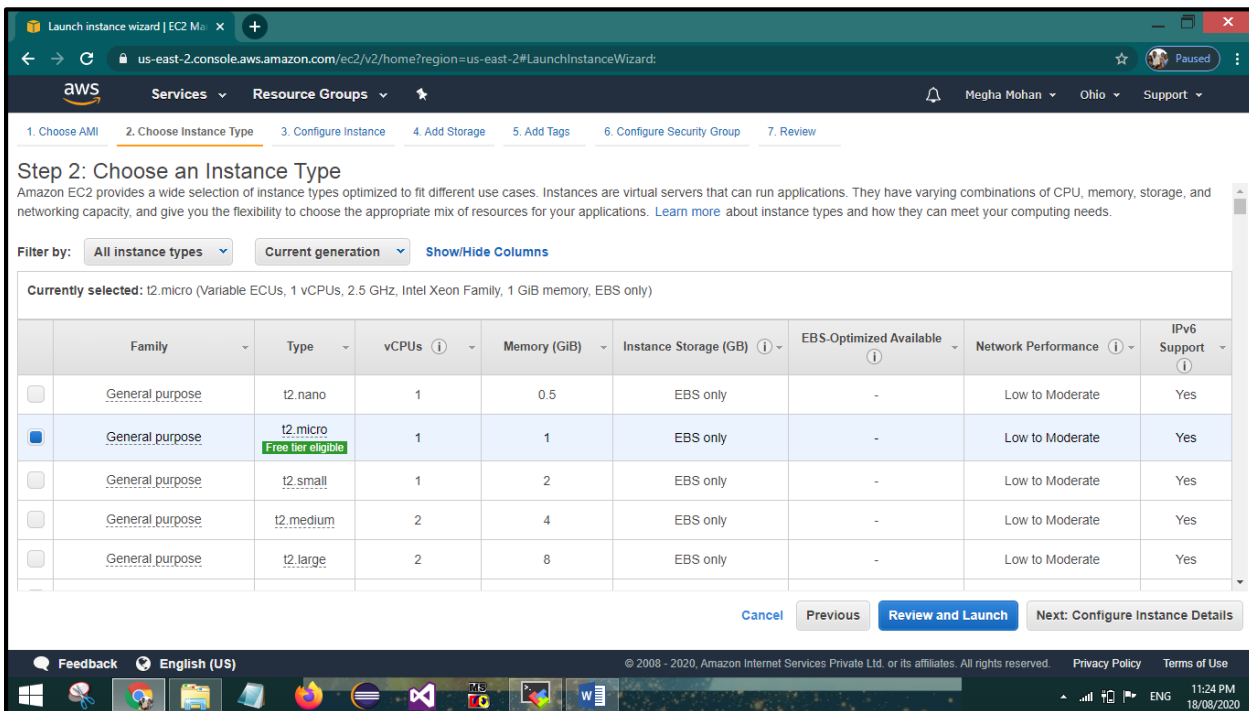 Launch instance wizard | EC2 Ma
us-east-2.console.aws.amazon.com/ec2/v2/home?region=us-east-2#LaunchInstanceWizard:
Paused
aws Services Resource Groups Megha Mohan Ohio Support
1. Choose AMI 2. Choose Instance Type 3. Configure Instance 4. Add Storage 5. Add Tags 6. Configure Security Group 7. Review
Step 2: Choose an Instance Type
Amazon EC2 provides a wide selection of instance types optimized to fit different use cases. Instances are virtual servers that can run applications. They have varying combinations of CPU, memory, storage, and
networking capacity, and give you the flexibility to choose the appropriate mix of resources for your applications. Learn more about instance types and how they can meet your computing needs.
Filter by: All instance types Current generation Show/Hide Columns
Currently selected: t2.micro (Variable ECUs, 1 vCPUs, 2.5 GHz, Intel Xeon Family, 1 GiB memory, EBS only)
Family Type vCPUs Memory (GiB) Instance Storage (GB) EBS-Optimized Available Network Performance IPv6 Support
General purpose t2.nano 1 0.5 EBS only - Low to Moderate Yes
General purpose t2.micro Free tier eligible 1 1 EBS only - Low to Moderate Yes
General purpose t2.small 1 2 EBS only - Low to Moderate Yes
General purpose t2.medium 2 4 EBS only - Low to Moderate Yes
General purpose t2.large 2 8 EBS only - Low to Moderate Yes
Cancel Previous Review and Launch Next: Configure Instance Details
Feedback English (US) © 2008 - 2020, Amazon Internet Services Private Ltd. or its affiliates. All rights reserved. Privacy Policy Terms of Use
ENG 11:24 PM
18/08/2020